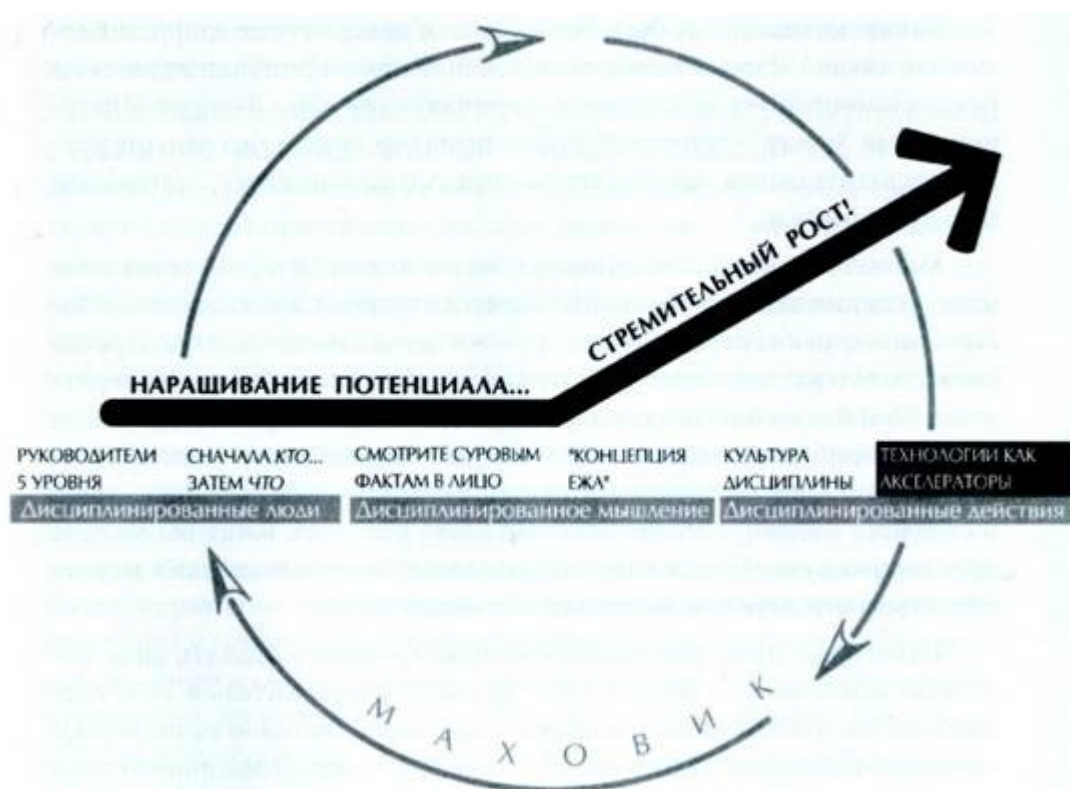 СТРЕМИТЕЛЬНЫЙ РОСТ!
НАРАЩИВАНИЕ ПОТЕНЦИАЛА...
РУКОВОДИТЕЛИ
5 УРОВНЯ
СНАЧАЛА КТО...
ЗАТЕМ ЧТО
СМОТРИТЕ СУРОВЫМ
ФАКТАМ В ЛИЦО
"КОНЦЕПЦИЯ
ЕЖА"
КУЛЬТУРА
ДИСЦИПЛИНЫ
ТЕХНОЛОГИИ КАК
АКСЕЛЕРАТОРЫ
Дисциплинированные люди
Дисциплинированное мышление
Дисциплинированные действия
МАХОВИК